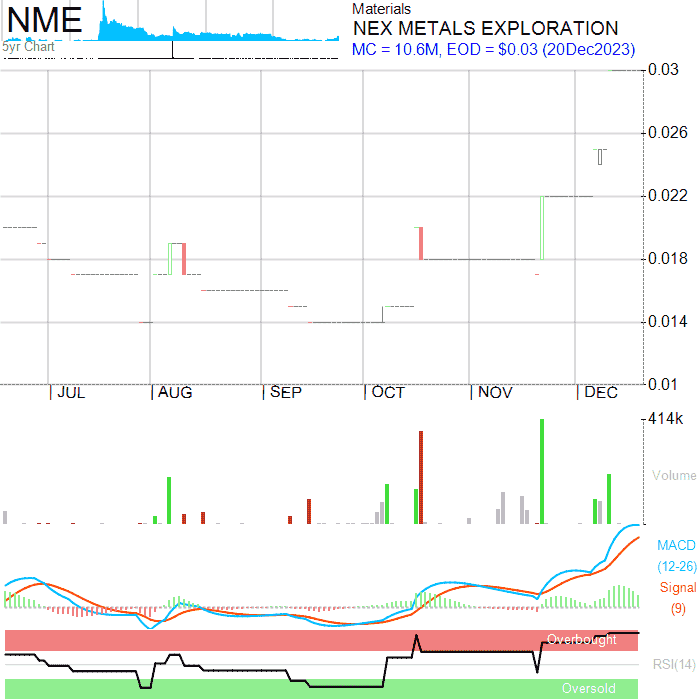 NME
5yr Chart
Materials
NEX METALS EXPLORATION
MC = 10.6M, EOD = $0.03 (20Dec2023)
0.03
0.026
0.022
0.018
0.014
0.01
JUL AUG SEP OCT NOV DEC
414k
Volume
MACD
(12-26)
Signal
(9)
Overbought
RSI(14)
Oversold